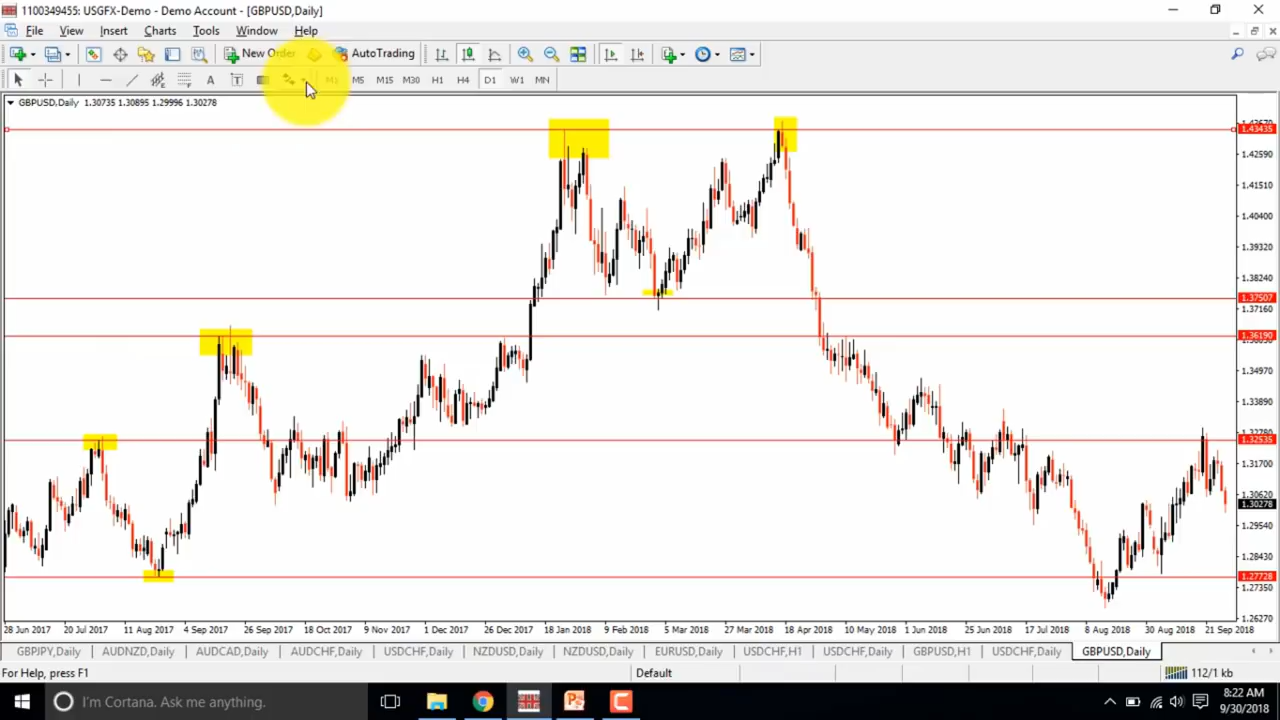 1100349455: USGFX-Demo - Demo Account - [GBPUSD,Daily]
File View Insert Charts Tools Window Help
New Order AutoTrading
A T M1 M5 M15 M30 H1 H4 D1 W1 MN
GBPUSD,Daily 1.30735 1.30895 1.29996 1.30278
1.43435
1.42590
1.41510
1.40400
1.39320
1.38240
1.37507
1.37160
1.36190
1.34970
1.33890
1.32535
1.31700
1.30620
1.30278
1.29540
1.28430
1.27728
1.27350
1.26270
28 Jun 2017 20 Jul 2017 11 Aug 2017 4 Sep 2017 26 Sep 2017 18 Oct 2017 9 Nov 2017 1 Dec 2017 26 Dec 2017 18 Jan 2018 9 Feb 2018 5 Mar 2018 27 Mar 2018 18 Apr 2018 10 May 2018 1 Jun 2018 25 Jun 2018 17 Jul 2018 8 Aug 2018 30 Aug 2018 21 Sep 2018
GBPJPY,Daily AUDNZD,Daily AUDCAD,Daily AUDCHF,Daily USDCHF,Daily NZDUSD,Daily NZDUSD,Daily EURUSD,Daily USDCHF,H1 USDCHF,Daily GBPUSD,H1 USDCHF,Daily GBPUSD,Daily
For Help, press F1 Default 112/1 kb
I'm Cortana. Ask me anything. 8:22 AM
9/30/2018